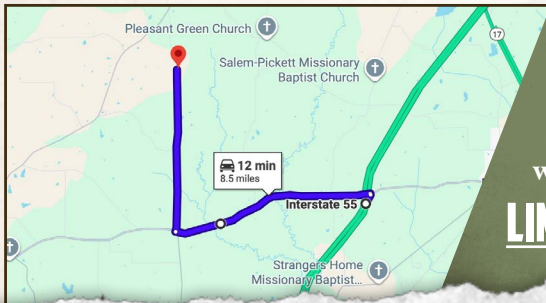 Pleasant Green Church
17
Salem-Pickett Missionary
Baptist Church
12 min
8.5 miles
Interstate 55
Strangers Home
Missionary Baptist...